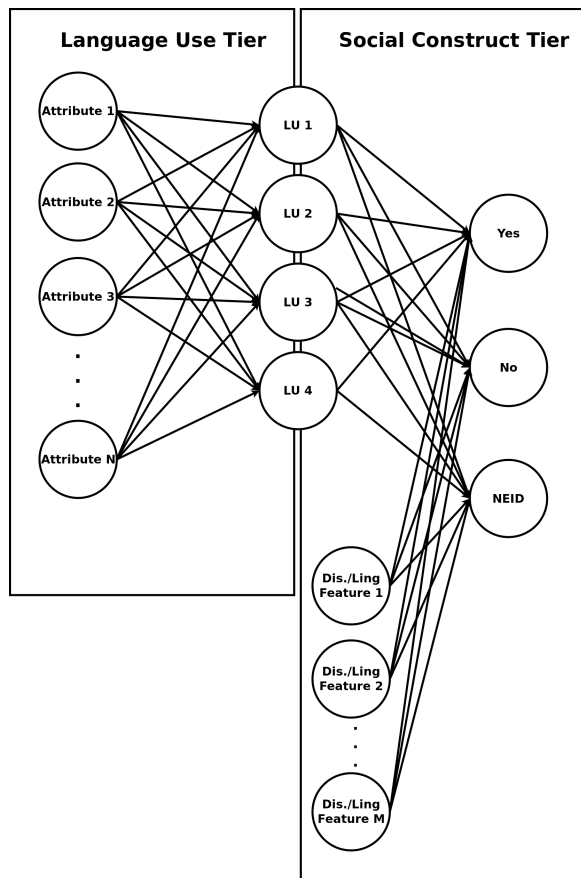 Language Use Tier
Social Construct Tier
Attribute 1
Attribute 2
Attribute 3
Attribute N
LU 1
LU 2
LU 3
LU 4
Yes
No
NEID
Dis./Ling
Feature 1
Dis./Ling
Feature 2
Dis./Ling
Feature M